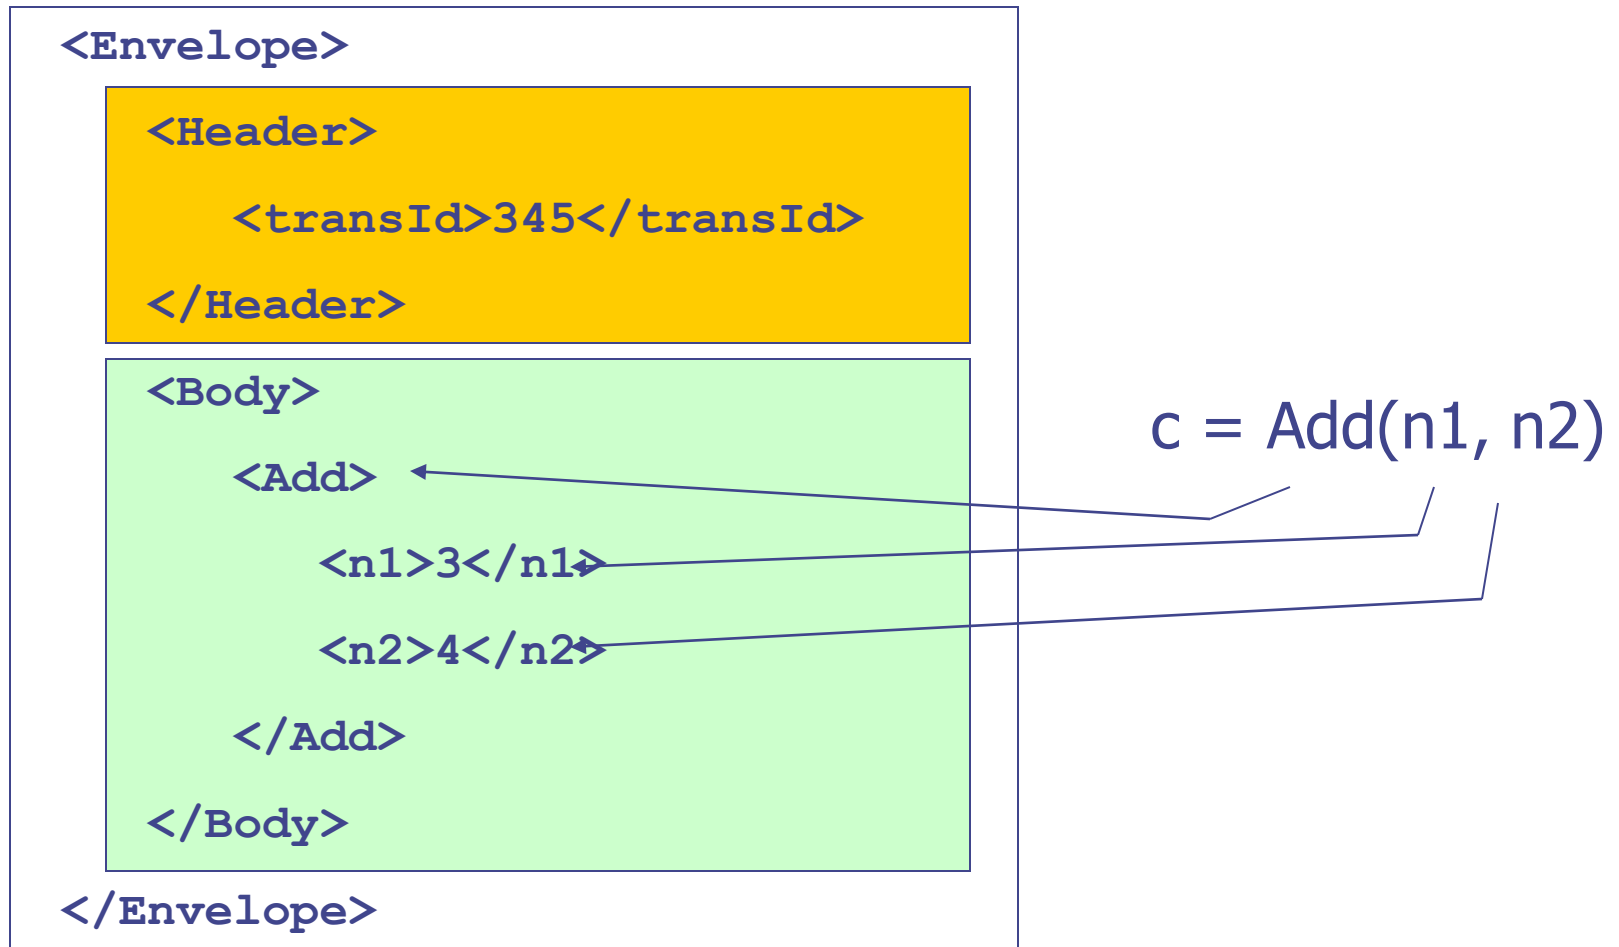 <Envelope>
<Header>
<transId>345</transId>
</Header>
<Body>
c = Add(n1, n2)
<Add>
<n1>3</n1>
<n2>4</n2>
</Add>
</Body>
</Envelope>